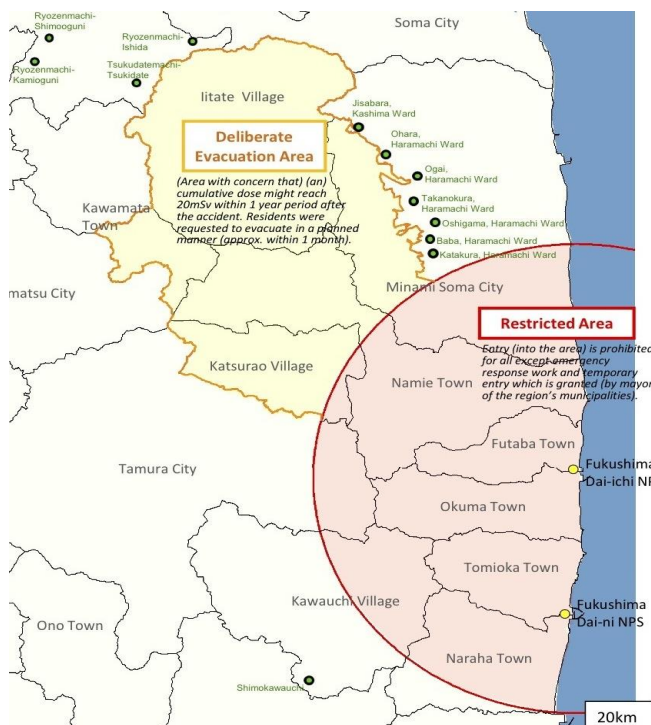 Ryozenmachi-
Shimooguni
Ryozenmachi-
Ishida
Soma City
Ryozenmachi-
Kamioguni
Tsukudatemachi-
Tsukidate
Iitate Village
Jisabara,
Kashima Ward
Deliberate
Evacuation Area
Ohara,
Haramachi Ward
(Area with concern that) (an)
cumulative dose might reach
20mSv within 1 year period after
the accident. Residents were
requested to evacuate in a planned
manner (approx. within 1 month).
Ogai,
Haramachi Ward
Kawamata
Town
Takanokura,
Haramachi Ward
Oshigama, Haramachi Ward
Baba, Haramachi Ward
Katakura, Haramachi Ward
matsu City
Minami Soma City
Restricted Area
Entry (into the area) is prohibited
for all except emergency
response work and temporary
entry which is granted (by mayor
of the region's municipalities).
Katsurao Village
Namie Town
Futaba Town
Tamura City
Fukushima
Dai-ichi NP
Okuma Town
Tomioka Town
Kawauchi Village
Fukushima
Dai-ni NPS
Ono Town
Naraha Town
Shimokawauchi
20km